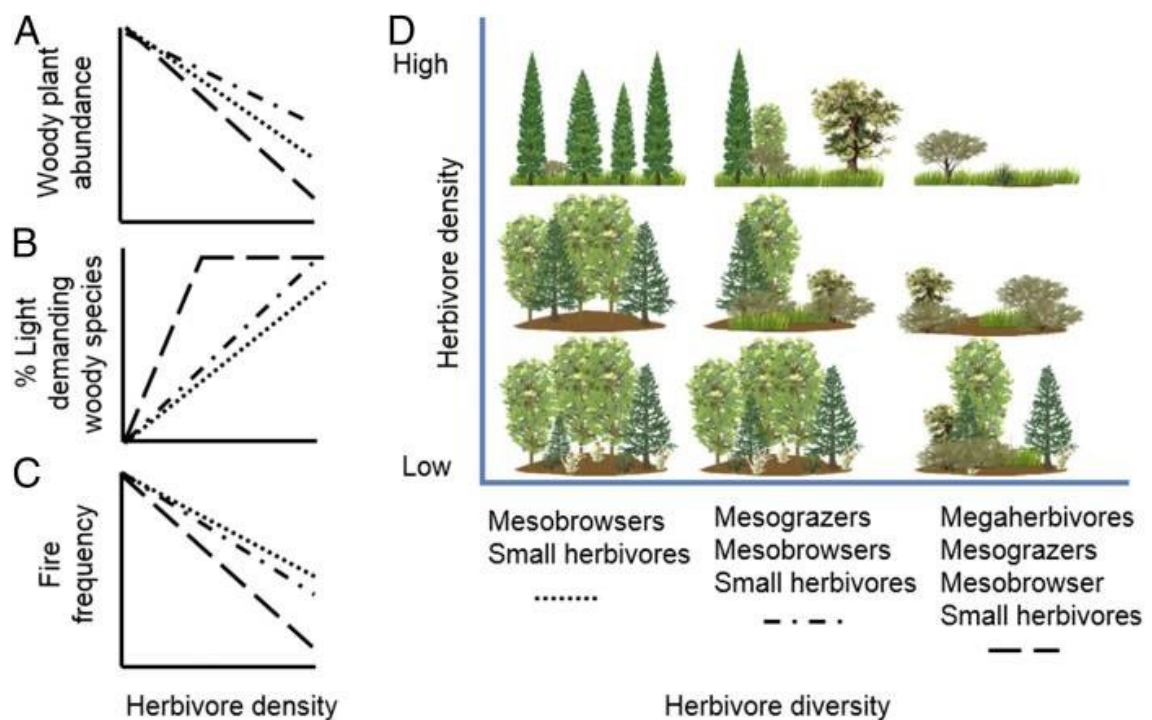 A
Woody plant
abundance
B
% Light
demanding
woody species
C
Fire
frequency
Herbivore density
D
High
Herbivore density
Low
Mesobrowsers
Small herbivores
Mesograzers
Mesobrowsers
Small herbivores
Megaherbivores
Mesograzers
Mesobrowser
Small herbivores
Herbivore diversity